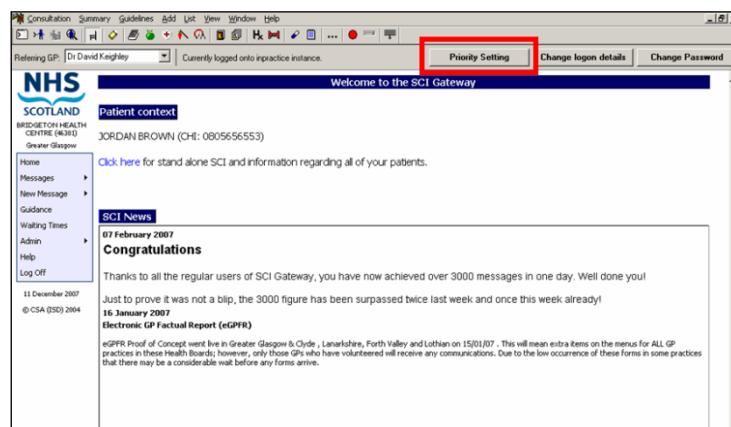 Consultation Summary Guidelines Add List View Window Help
Referring GP: Dr David Keighley Currently logged onto inpractice instance. Priority Setting Change logon details Change Password
NHS
SCOTLAND
BRIDGETON HEALTH
CENTRE (46301)
Greater Glasgow
Home
Messages
New Message
Guidance
Waiting Times
Admin
Help
Log Off
11 December 2007
© CSA (ISD) 2004
Welcome to the SCI Gateway
Patient context
JORDAN BROWN (CHI: 0805656553)
Click here for stand alone SCI and information regarding all of your patients.
SCI News
07 February 2007
Congratulations
Thanks to all the regular users of SCI Gateway, you have now achieved over 3000 messages in one day. Well done you!
Just to prove it was not a blip, the 3000 figure has been surpassed twice last week and once this week already!
16 January 2007
Electronic GP Factual Report (eGPFR)
eGPFR Proof of Concept went live in Greater Glasgow & Clyde , Lanarkshire, Forth Valley and Lothian on 15/01/07 . This will mean extra items on the menus for ALL GP
practices in these Health Boards; however, only those GPs who have volunteered will receive any communications. Due to the low occurrence of these forms in some practices
that there may be a considerable wait before any forms arrive.